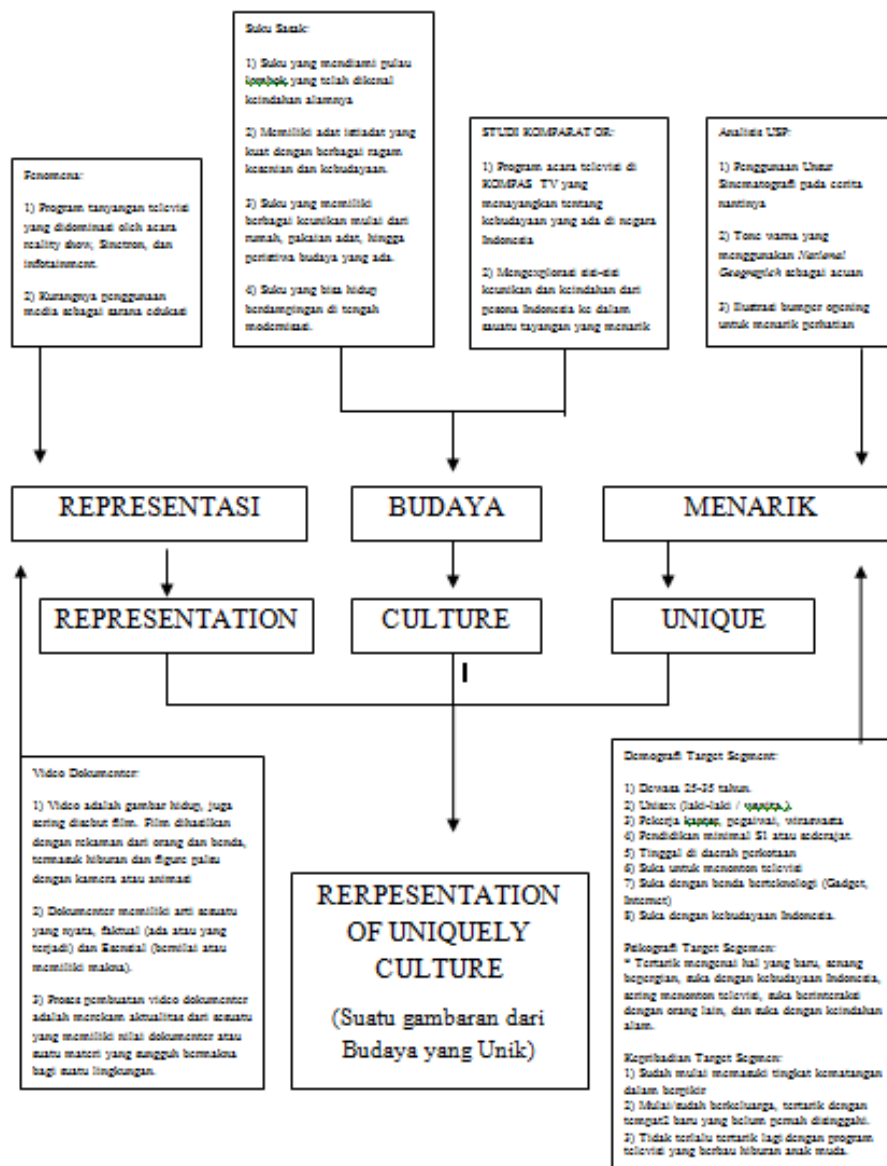 Suku Sasak:
1) Suku yang mendiami pulau
lombok yang telah dikenal
keindahan alamnya
2) Memiliki adat istiadat yang
kuat dengan berbagai ragam
kesenian dan kebudayaan.
3) Suku yang memiliki
berbagai keunikan mulai dari
rumah, pakaian adat, hingga
peristiwa budaya yang ada.
4) Suku yang bisa hidup
berdampingan di tengah
modernisasi.
STUDI KOMPARATOR:
1) Program acara televisi di
KOMPAS TV yang
menayangkan tentang
kebudayaan yang ada di negara
Indonesia
2) Mengexplorasi sisi-sisi
keunikan dan keindahan dari
pesona Indonesia ke dalam
suatu tayangan yang menarik
Analisis USP:
1) Penggunaan Unsur
Sinematografi pada cerita
nantinya
2) Tone warna yang
menggunakan National
Geographich sebagai acuan
3) Ilustrasi bumper opening
untuk menarik perhatian
Fenomena:
1) Program tanyangan televisi
yang didominasi oleh acara
reality show, Sinetron, dan
infotainment.
2) Kurangnya penggunaan
media sebagai sarana edukasi
REPRESENTASI
BUDAYA
MENARIK
REPRESENTATION
CULTURE
UNIQUE
Video Dokumenter:
1) Video adalah gambar hidup, juga
sering disebut film. Film dihasilkan
dengan rekaman dari orang dan benda,
termasuk hiburan dan figure palsu
dengan kamera atau animasi
2) Dokumenter memiliki arti sesuatu
yang nyata, faktual (ada atau yang
terjadi) dan Esensial (bernilai atau
memiliki makna).
3) Proses pembuatan video dokumenter
adalah merekam aktualitas dari sesuatu
yang memiliki nilai dokumenter atau
suatu materi yang sungguh bermakna
bagi suatu lingkungan.
RERPESENTATION
OF UNIQUELY
CULTURE
(Suatu gambaran dari
Budaya yang Unik)
Demografi Target Segment:
1) Dewasa 25-35 tahun.
2) Unisex (laki-laki / wanita).
3) Pekerja kantor, pegaiwai, wiraswasta
4) Pendidikan minimal S1 atau sederajat.
5) Tinggal di daerah perkotaan
6) Suka untuk menonton televisi
7) Suka dengan benda berteknologi (Gadget,
Internet)
8) Suka dengan kebudayaan Indonesia.
Psikografi Target Segmen:
* Tertarik mengenai hal yang baru, senang
bepergian, suka dengan kebudayaan Indonesia,
sering menonton televisi, suka berinteraksi
dengan orang lain, dan suka dengan keindahan
alam.
Kepribadian Target Segmen:
1) Sudah mulai memasuki tingkat kematangan
dalam berpikir
2) Mulai/sudah berkeluarga, tertarik dengan
tempat2 baru yang belum pernah disinggahi.
3) Tidak terlalu tertarik lagi dengan program
televisi yang berbau hiburan anak muda.